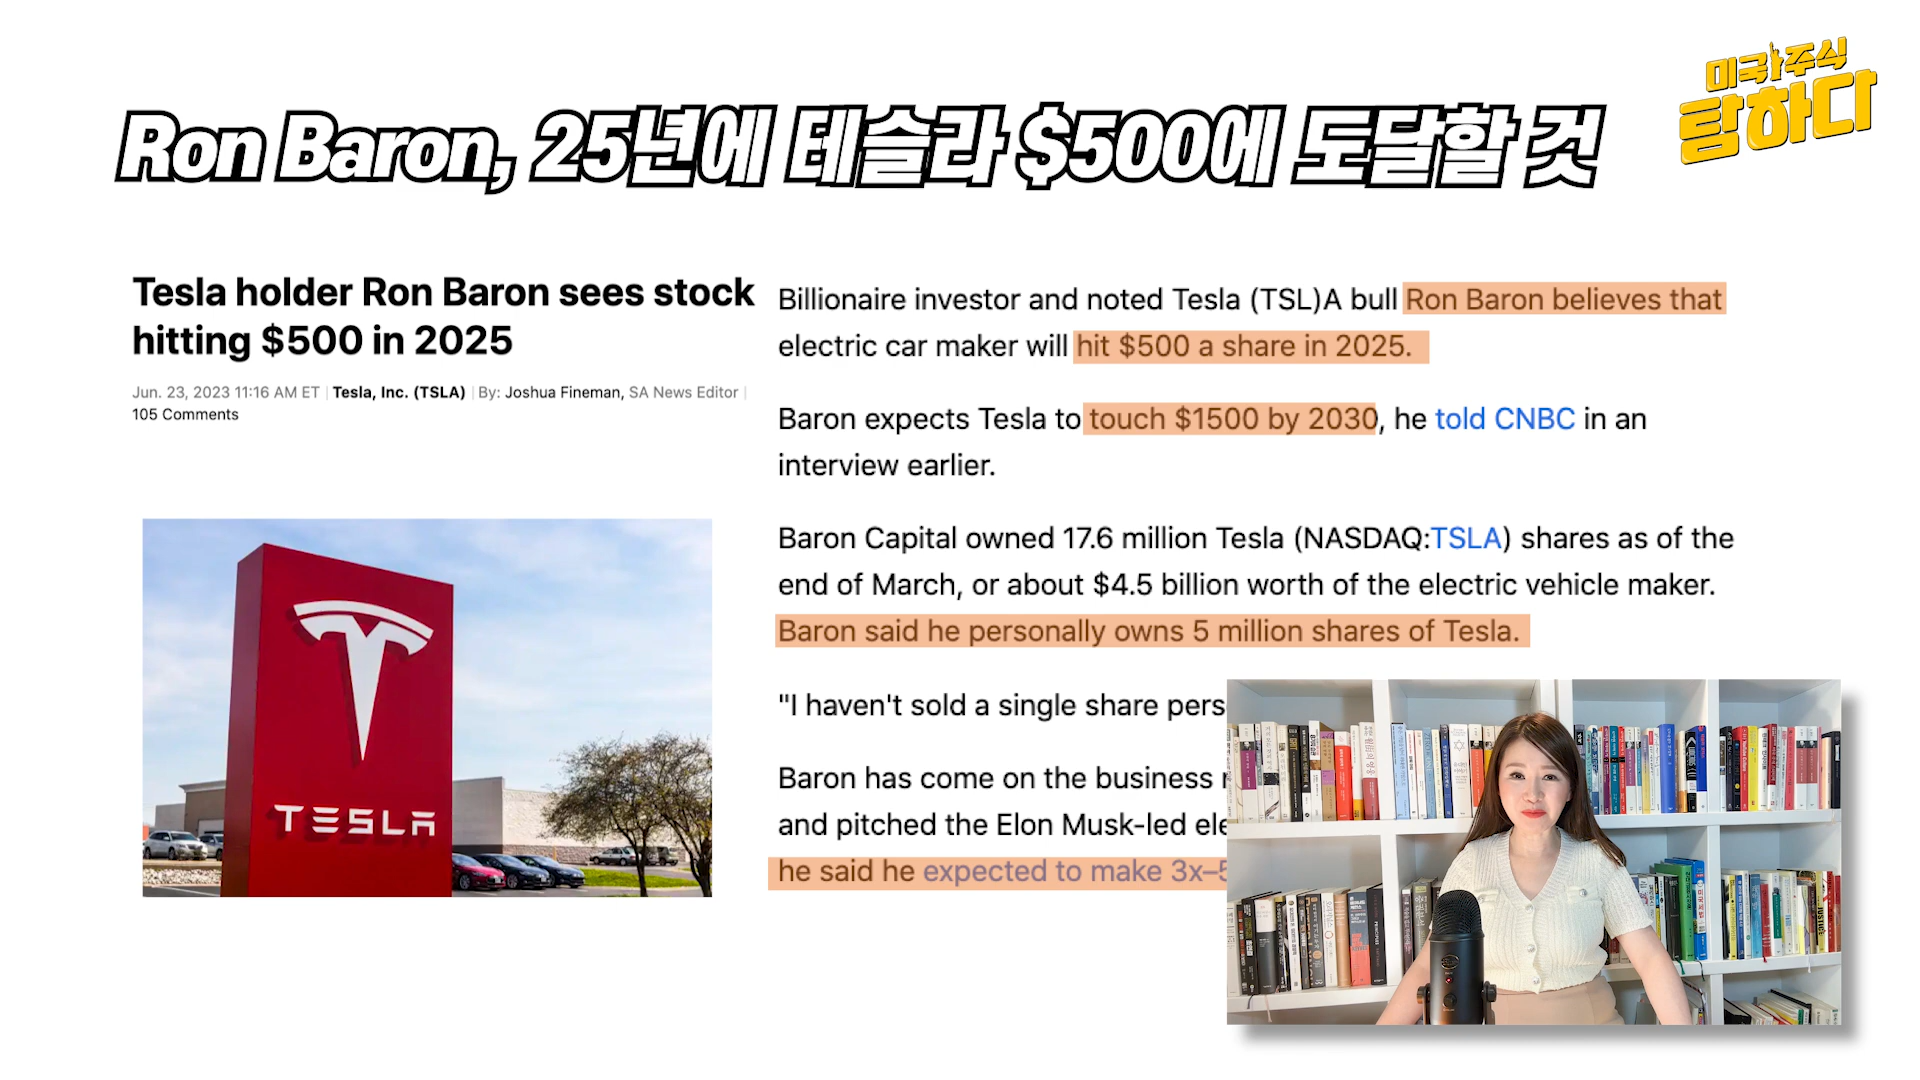 미국주식
탐하다
Ron Baron, 25년에 테슬라 $500에 도달할 것
Tesla holder Ron Baron sees stock
hitting $500 in 2025
Jun. 23, 2023 11:16 AM ET | Tesla, Inc. (TSLA) | By: Joshua Fineman, SA News Editor |
105 Comments
TESLA
Billionaire investor and noted Tesla (TSL)A bull Ron Baron believes that
electric car maker will hit $500 a share in 2025.
Baron expects Tesla to touch $1500 by 2030, he told CNBC in an
interview earlier.
Baron Capital owned 17.6 million Tesla (NASDAQ:TSLA) shares as of the
end of March, or about $4.5 billion worth of the electric vehicle maker.
Baron said he personally owns 5 million shares of Tesla.
"I haven't sold a single share pers
Baron has come on the business
and pitched the Elon Musk-led ele
he said he expected to make 3x–5